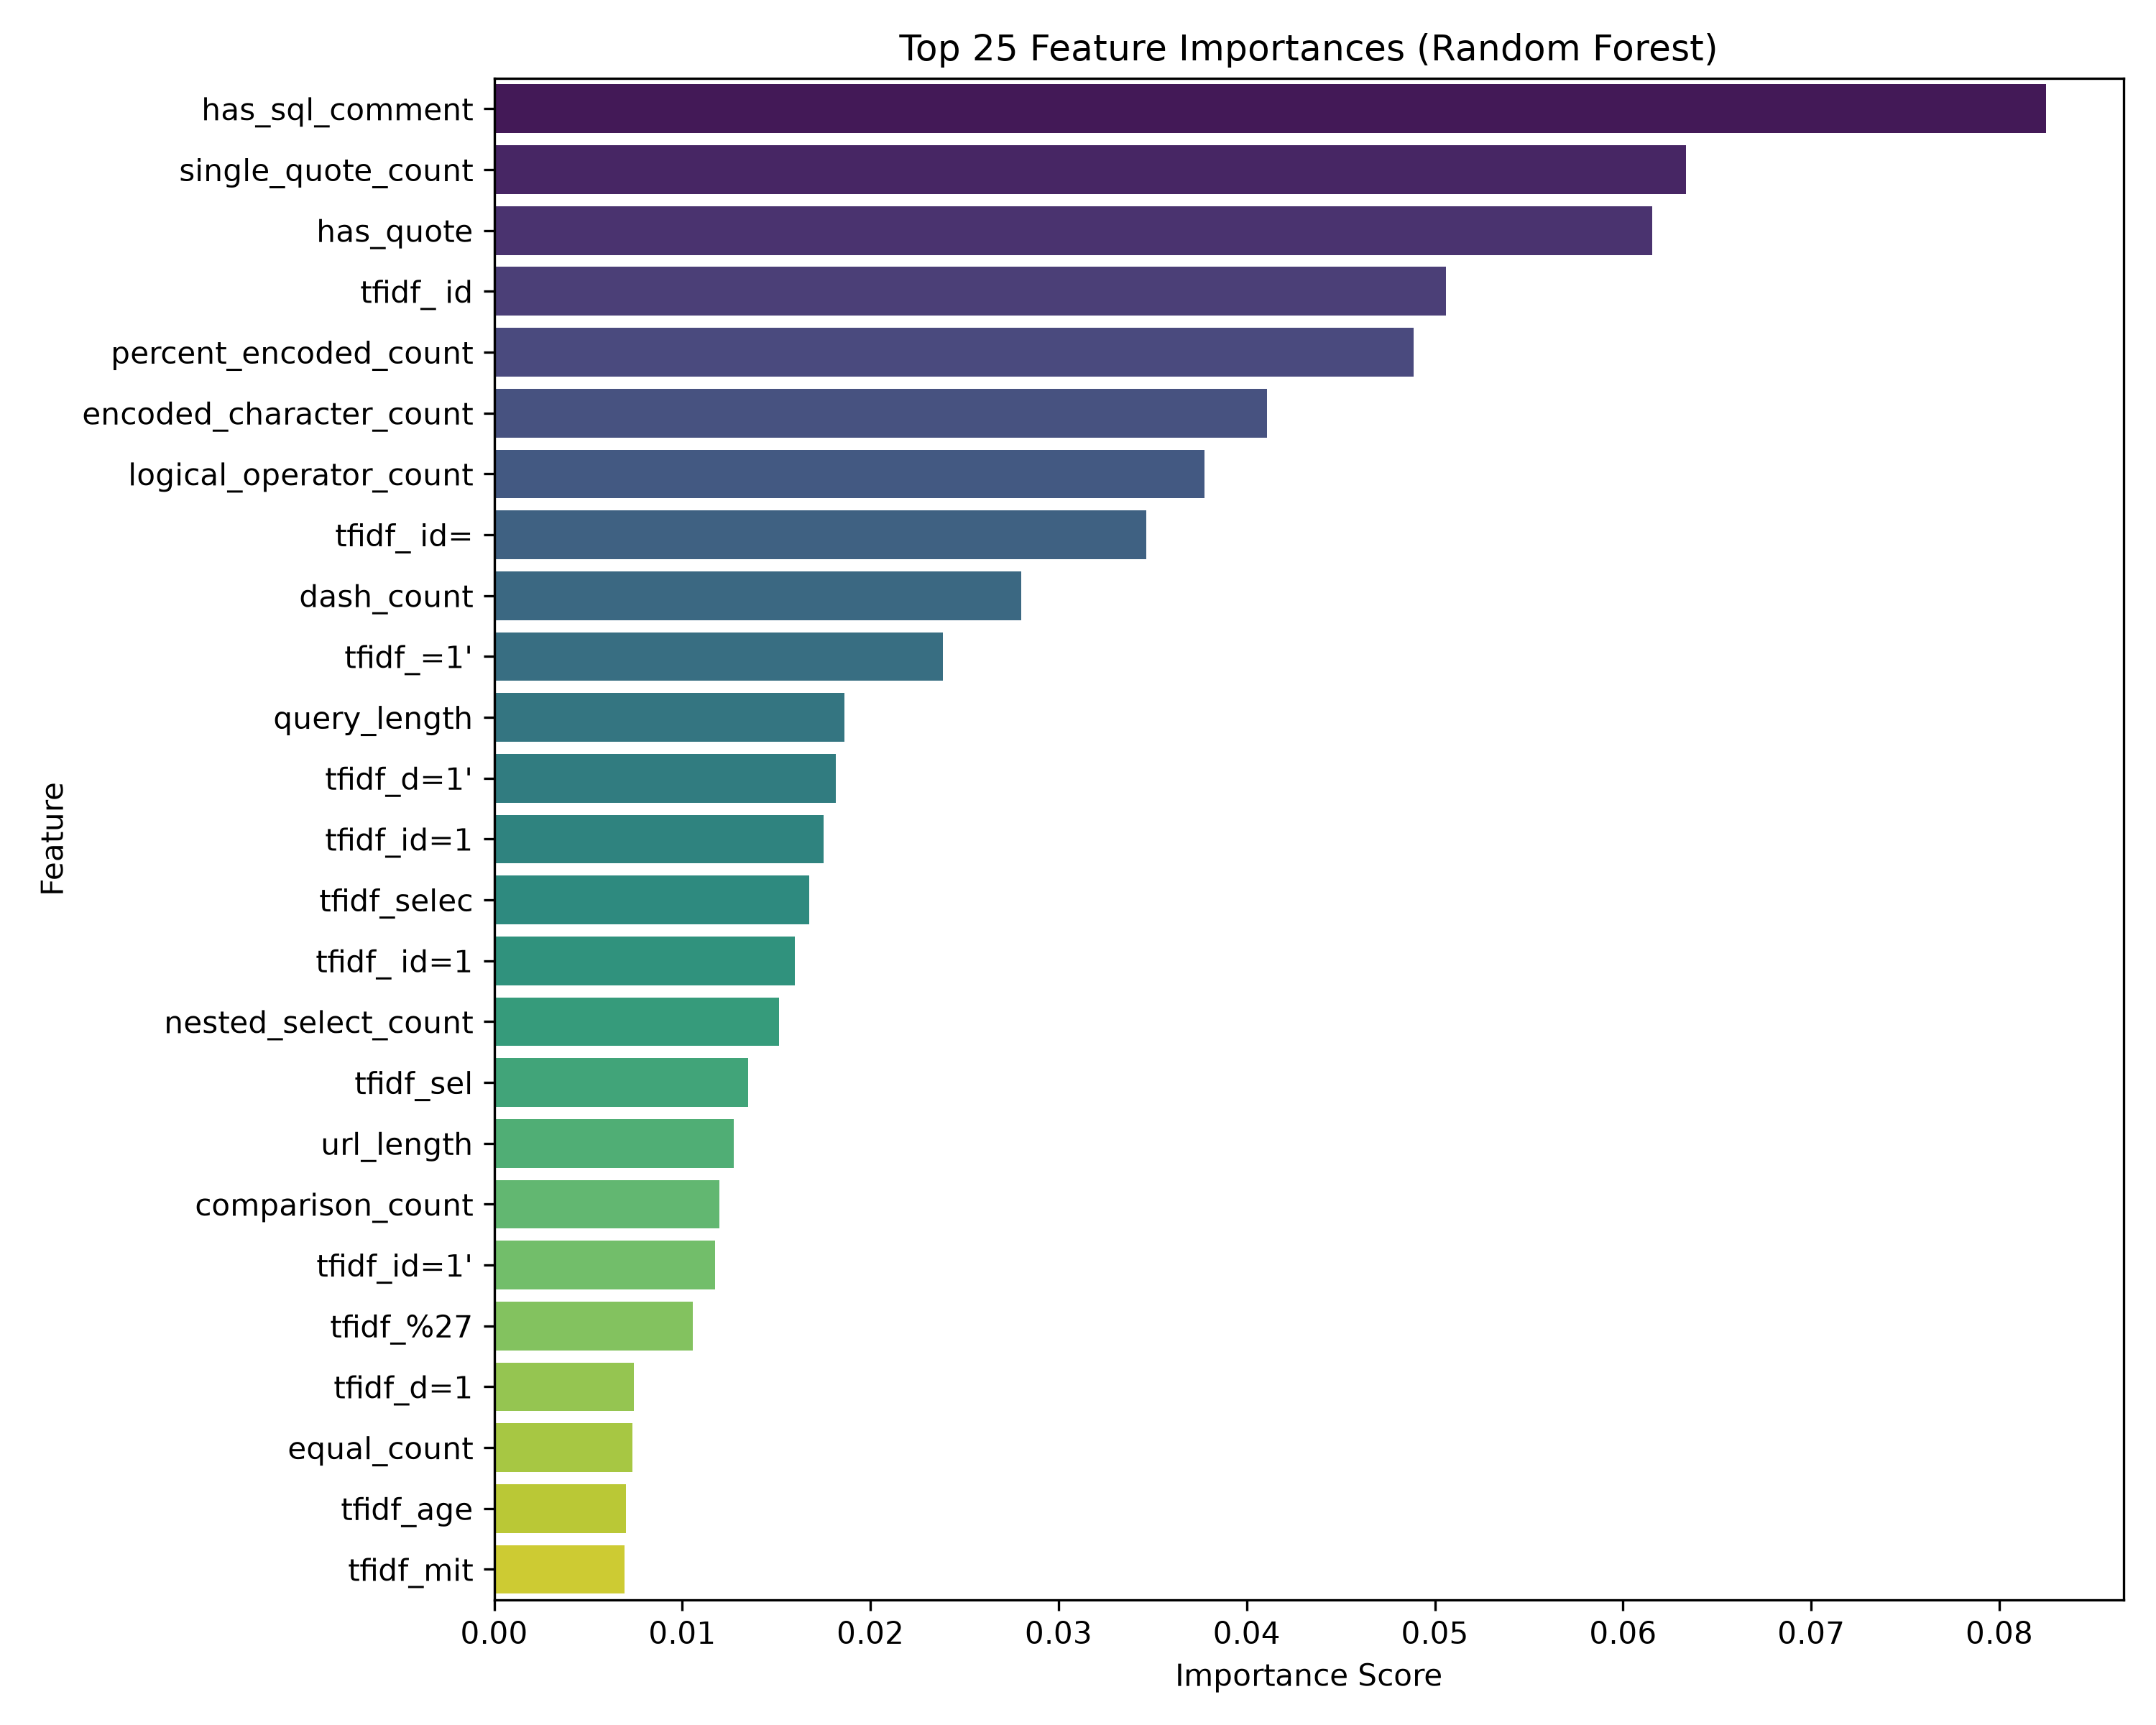 Top 25 Feature Importances (Random Forest)
has_sql_comment
single_quote_count
has_quote
tfidf_ id
percent_encoded_count
encoded_character_count
logical_operator_count
tfidf_ id=
dash_count
tfidf_=1'
query_length
tfidf_d=1'
tfidf_id=1
tfidf_selec
tfidf_ id=1
nested_select_count
tfidf_sel
url_length
comparison_count
tfidf_id=1'
tfidf_%27
tfidf_d=1
equal_count
tfidf_age
tfidf_mit
Feature
0.00 0.01 0.02 0.03 0.04 0.05 0.06 0.07 0.08
Importance Score